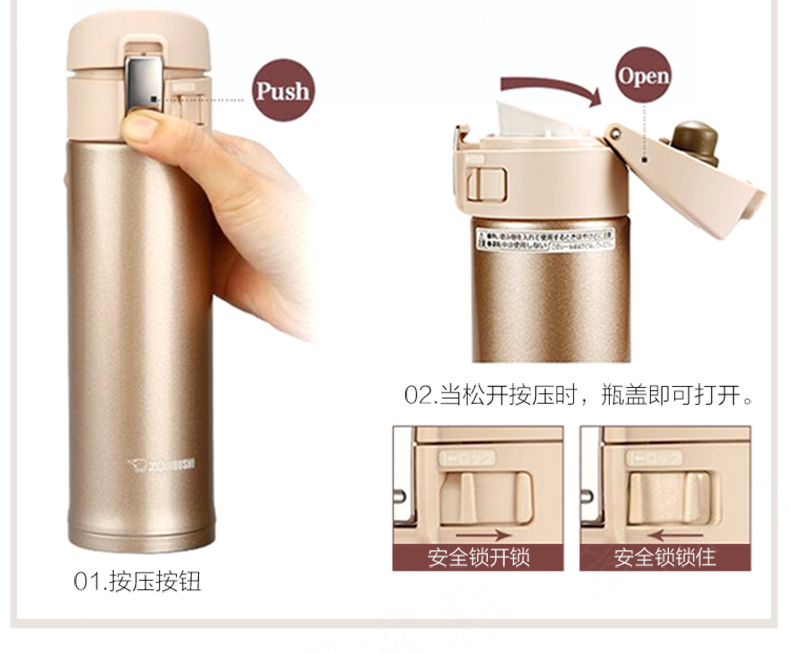 Push
Open
02.当松开按压时，瓶盖即可打开。
←ロック
←ロック
安全锁开锁
安全锁锁住
ZOJIRUSHI
01.按压按钮